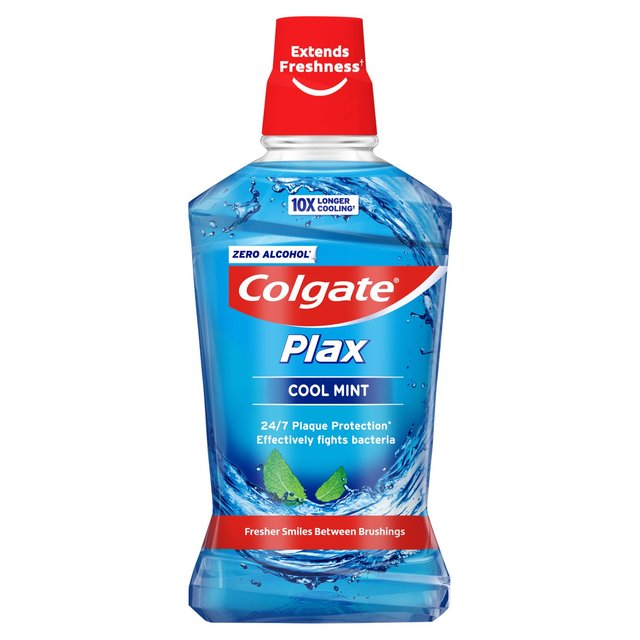 Extends
Freshness†
10X LONGER
COOLING‡
ZERO ALCOHOL*
Colgate®
Plax
COOL MINT
24/7 Plaque Protection*
Effectively fights bacteria
Fresher Smiles Between Brushings